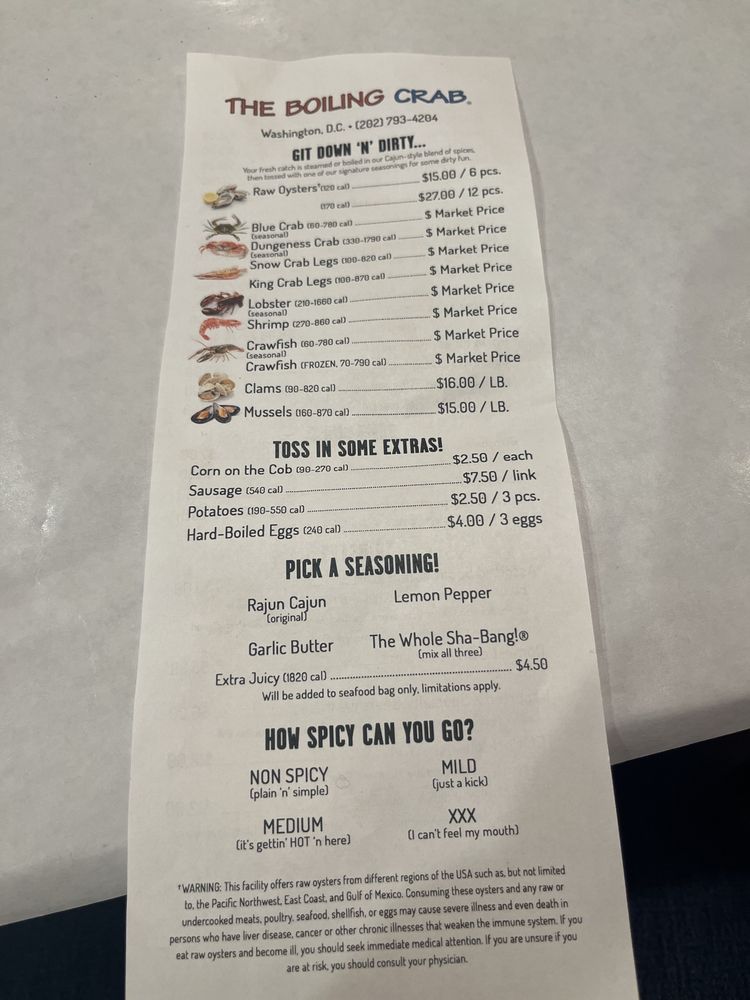 THE BOILING CRAB®
Washington, D.C. • (202) 793-4204
GIT DOWN 'N' DIRTY...
Your fresh catch is steamed or boiled in our Cajun-style blend of spices,
then tossed with one of our signature seasonings for some dirty fun.
Raw Oysters† (120 cal) $15.00 / 6 pcs.
(170 cal) $27.00 / 12 pcs.
Blue Crab (60-780 cal) $ Market Price
(seasonal)
Dungeness Crab (330-1790 cal) $ Market Price
(seasonal)
Snow Crab Legs (100-820 cal) $ Market Price
King Crab Legs (100-870 cal) $ Market Price
Lobster (210-1660 cal) $ Market Price
(seasonal)
Shrimp (270-860 cal) $ Market Price
Crawfish (60-780 cal) $ Market Price
(seasonal)
Crawfish (FROZEN, 70-790 cal) $ Market Price
Clams (90-820 cal) $16.00 / LB.
Mussels (160-870 cal) $15.00 / LB.
TOSS IN SOME EXTRAS!
Corn on the Cob (90-270 cal) $2.50 / each
Sausage (540 cal) $7.50 / link
Potatoes (190-550 cal) $2.50 / 3 pcs.
Hard-Boiled Eggs (240 cal) $4.00 / 3 eggs
PICK A SEASONING!
Rajun Cajun Lemon Pepper
(original)
Garlic Butter The Whole Sha-Bang!®
(mix all three)
Extra Juicy (1820 cal) $4.50
Will be added to seafood bag only, limitations apply.
HOW SPICY CAN YOU GO?
NON SPICY MILD
(plain 'n' simple) (just a kick)
MEDIUM XXX
(it's gettin' HOT 'n here) (I can't feel my mouth)
†WARNING: This facility offers raw oysters from different regions of the USA such as, but not limited
to, the Pacific Northwest, East Coast, and Gulf of Mexico. Consuming these oysters and any raw or
undercooked meats, poultry, seafood, shellfish, or eggs may cause severe illness and even death in
persons who have liver disease, cancer or other chronic illnesses that weaken the immune system. If you
eat raw oysters and become ill, you should seek immediate medical attention. If you are unsure if you
are at risk, you should consult your physician.